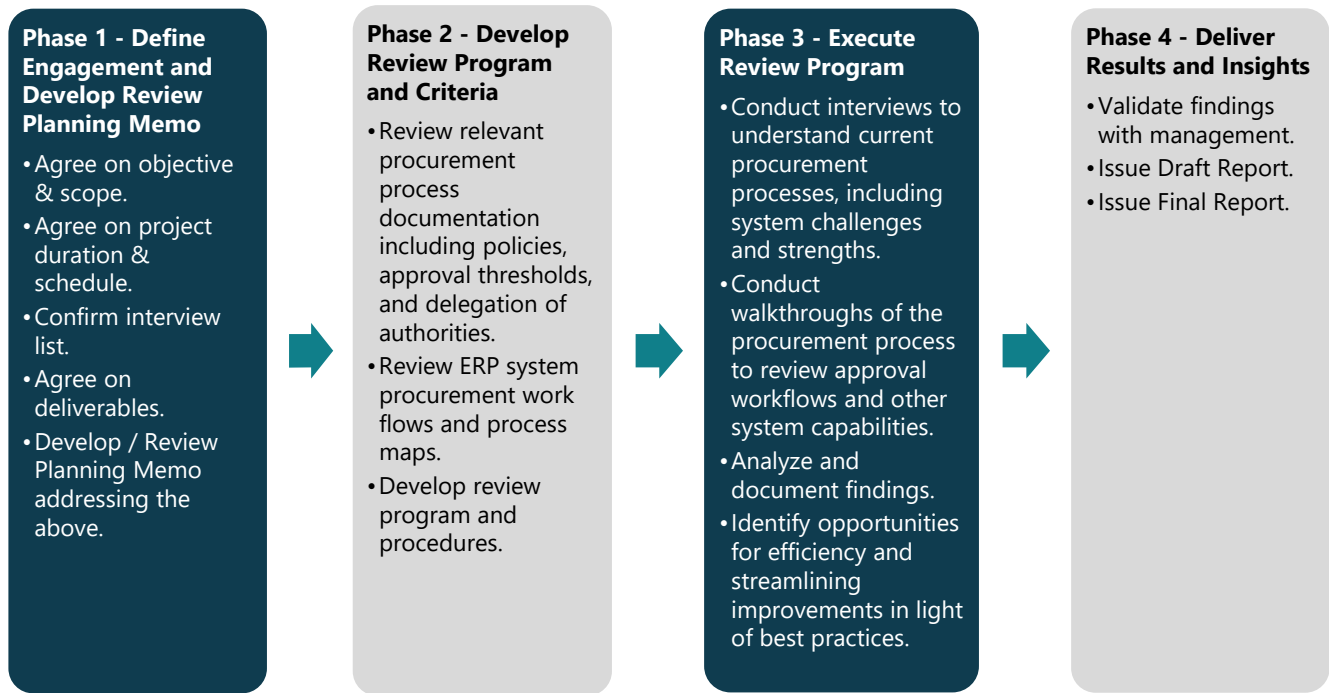 Phase 1 - Define
Engagement and
Develop Review
Planning Memo
•Agree on objective
& scope.
•Agree on project
duration &
schedule.
•Confirm interview
list.
•Agree on
deliverables.
•Develop / Review
Planning Memo
addressing the
above.
Phase 2 - Develop
Review Program
and Criteria
•Review relevant
procurement
process
documentation
including policies,
approval thresholds,
and delegation of
authorities.
•Review ERP system
procurement work
flows and process
maps.
•Develop review
program and
procedures.
Phase 3 - Execute
Review Program
•Conduct interviews to
understand current
procurement
processes, including
system challenges
and strengths.
•Conduct
walkthroughs of the
procurement process
to review approval
workflows and other
system capabilities.
•Analyze and
document findings.
•Identify opportunities
for efficiency and
streamlining
improvements in light
of best practices.
Phase 4 - Deliver
Results and Insights
•Validate findings
with management.
•Issue Draft Report.
•Issue Final Report.